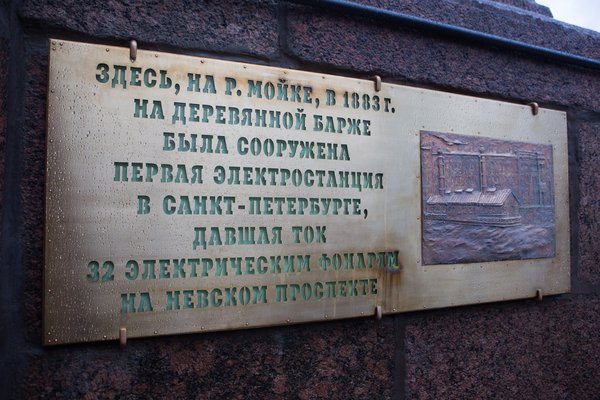 ЗДЕСЬ, НА Р. МОЙКЕ, В 1883 Г.
НА ДЕРЕВЯННОЙ БАРЖЕ
БЫЛА СООРУЖЕНА
ПЕРВАЯ ЭЛЕКТРОСТАНЦИЯ
В САНКТ-ПЕТЕРБУРГЕ,
ДАВШАЯ ТОК
32 ЭЛЕКТРИЧЕСКИМ ФОНАРЯМ
НА НЕВСКОМ ПРОСПЕКТЕ